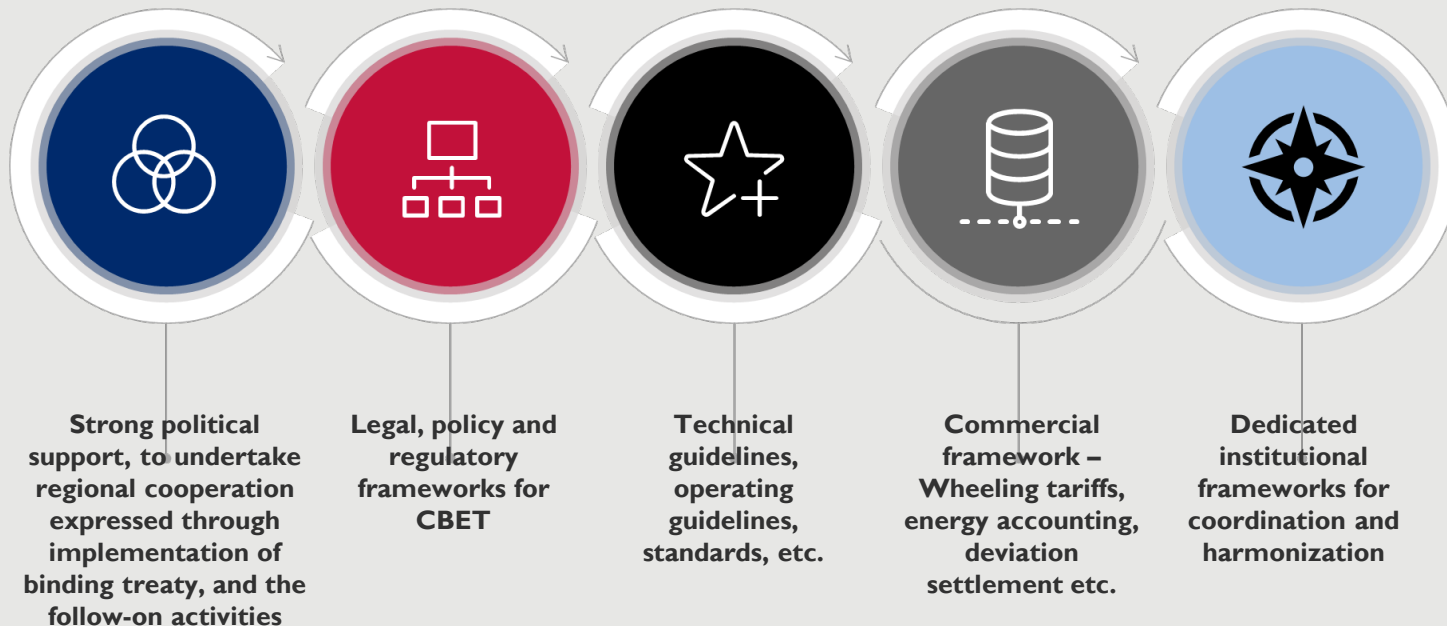 Strong political
support, to undertake
regional cooperation
expressed through
implementation of
binding treaty, and the
follow-on activities
Legal, policy and
regulatory
frameworks for
CBET
Technical
guidelines,
operating
guidelines,
standards, etc.
Commercial
framework –
Wheeling tariffs,
energy accounting,
deviation
settlement etc.
Dedicated
institutional
frameworks for
coordination and
harmonization